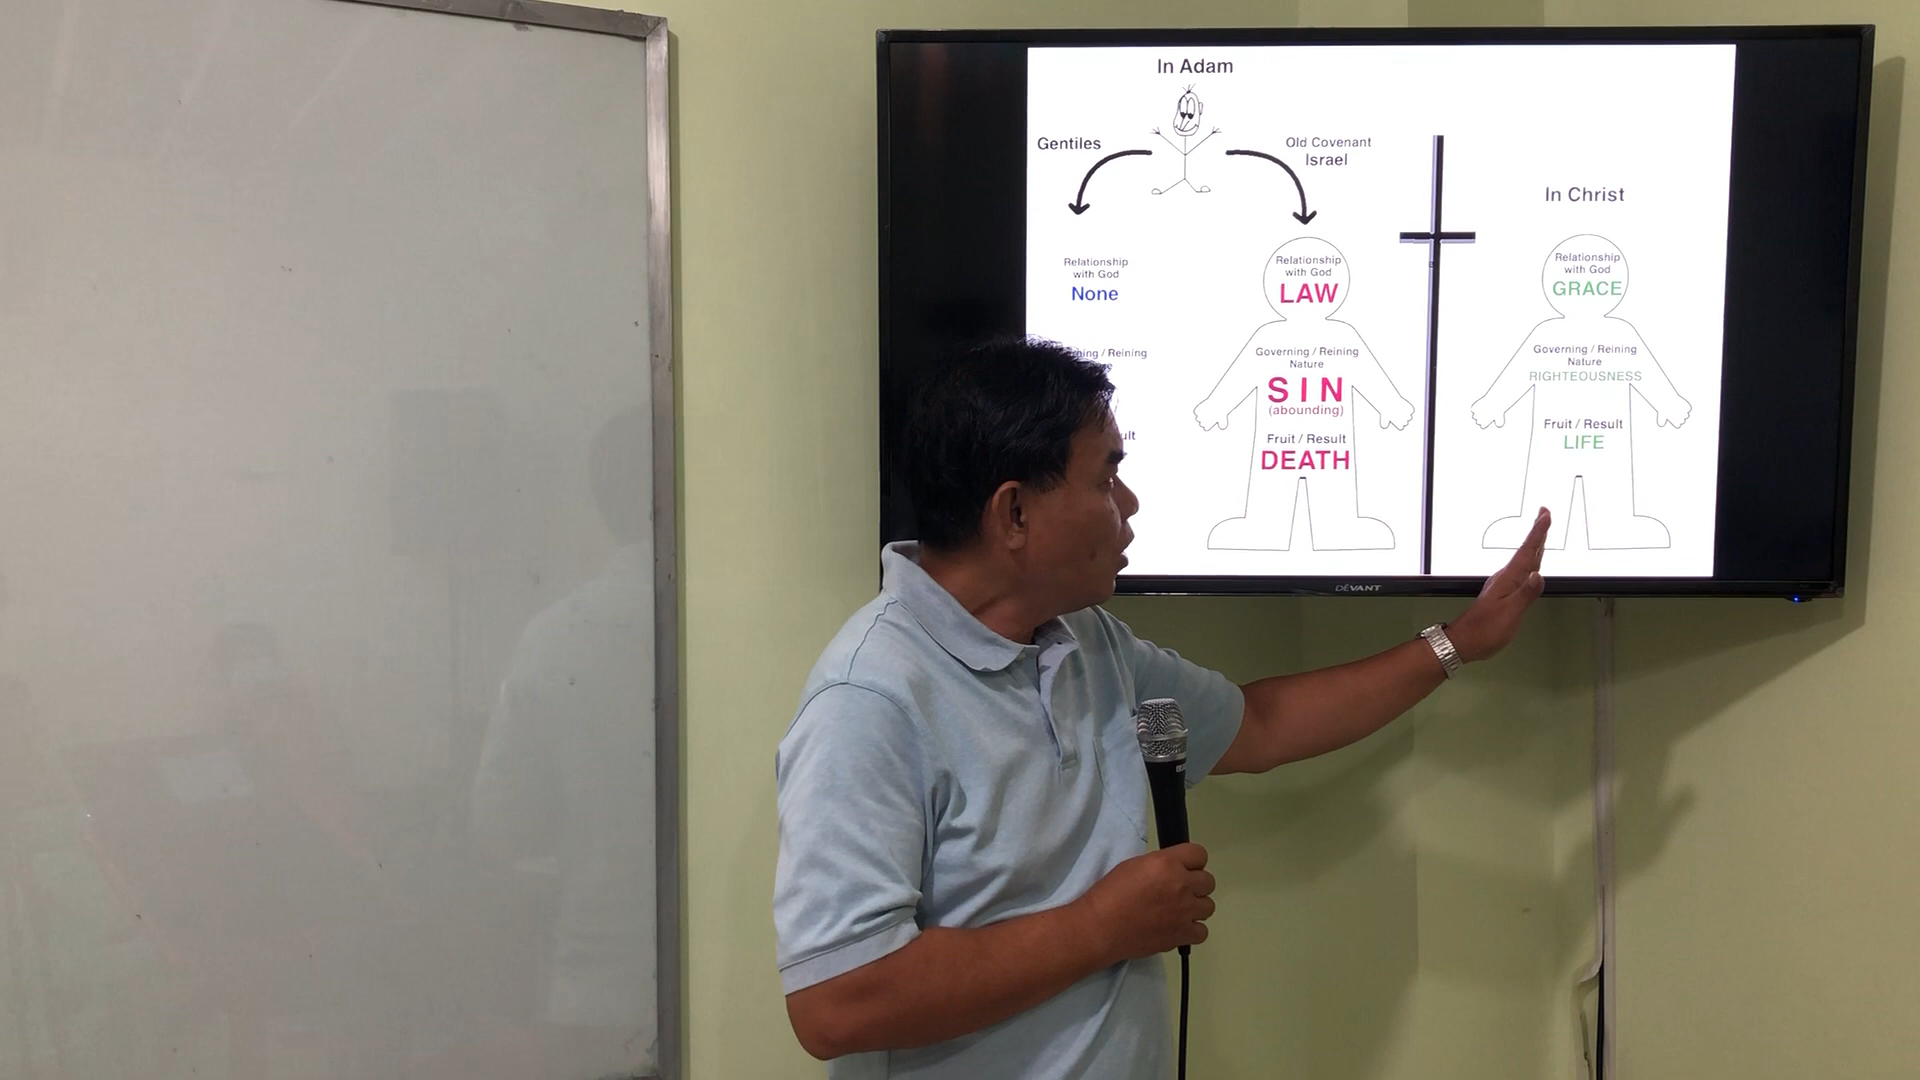 In Adam
Gentiles
Old Covenant
Israel
In Christ
Relationship
with God
None
Relationship
with God
LAW
Relationship
with God
GRACE
/ Reining
Governing / Reining
Nature
SIN
(abounding)
Governing / Reining
Nature
RIGHTEOUSNESS
Fruit / Result
DEATH
Fruit / Result
LIFE
DEVANT